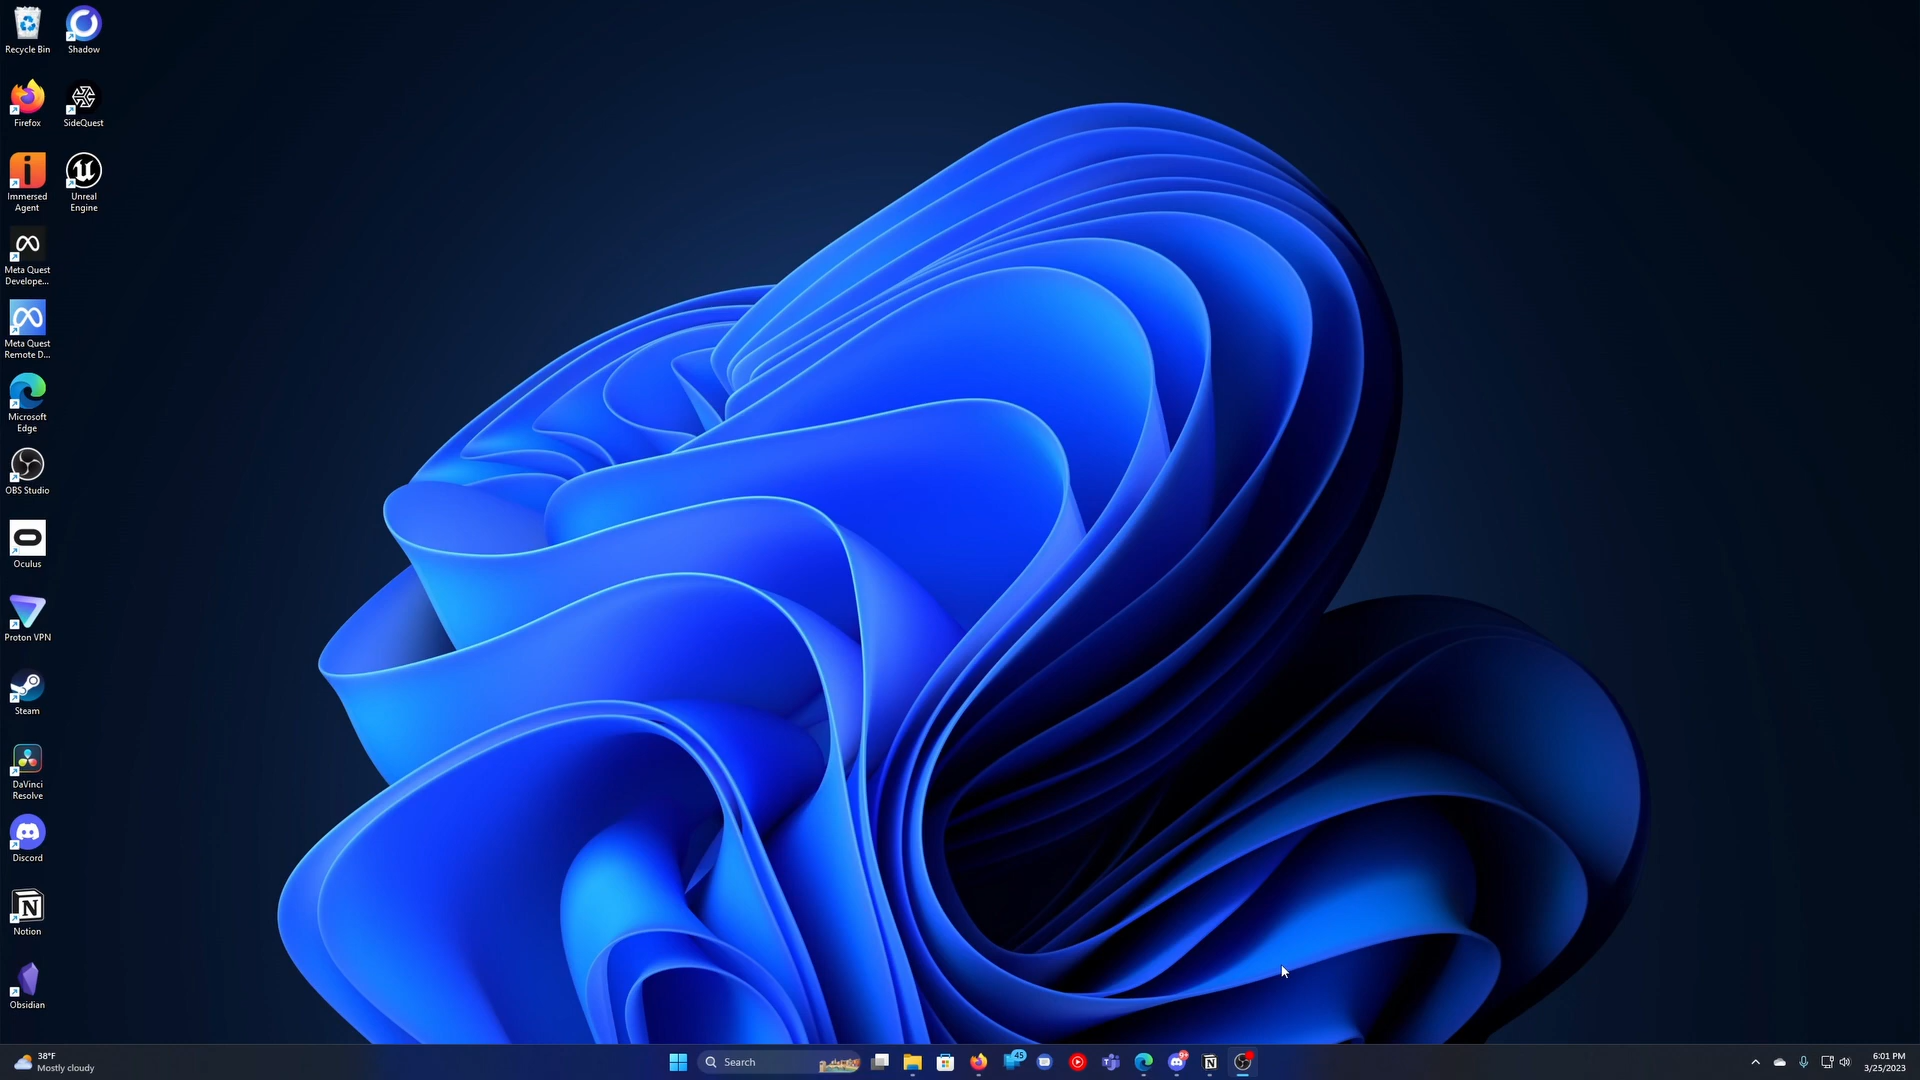 Recycle Bin
Shadow
Firefox
SideQuest
Immersed
Agent
Unreal
Engine
Meta Quest
Develope...
Meta Quest
Remote D...
Microsoft
Edge
OBS Studio
Oculus
Proton VPN
Steam
DaVinci
Resolve
Discord
Notion
Obsidian
38°F
Mostly cloudy
Search
45
9+
6:01 PM
3/25/2023